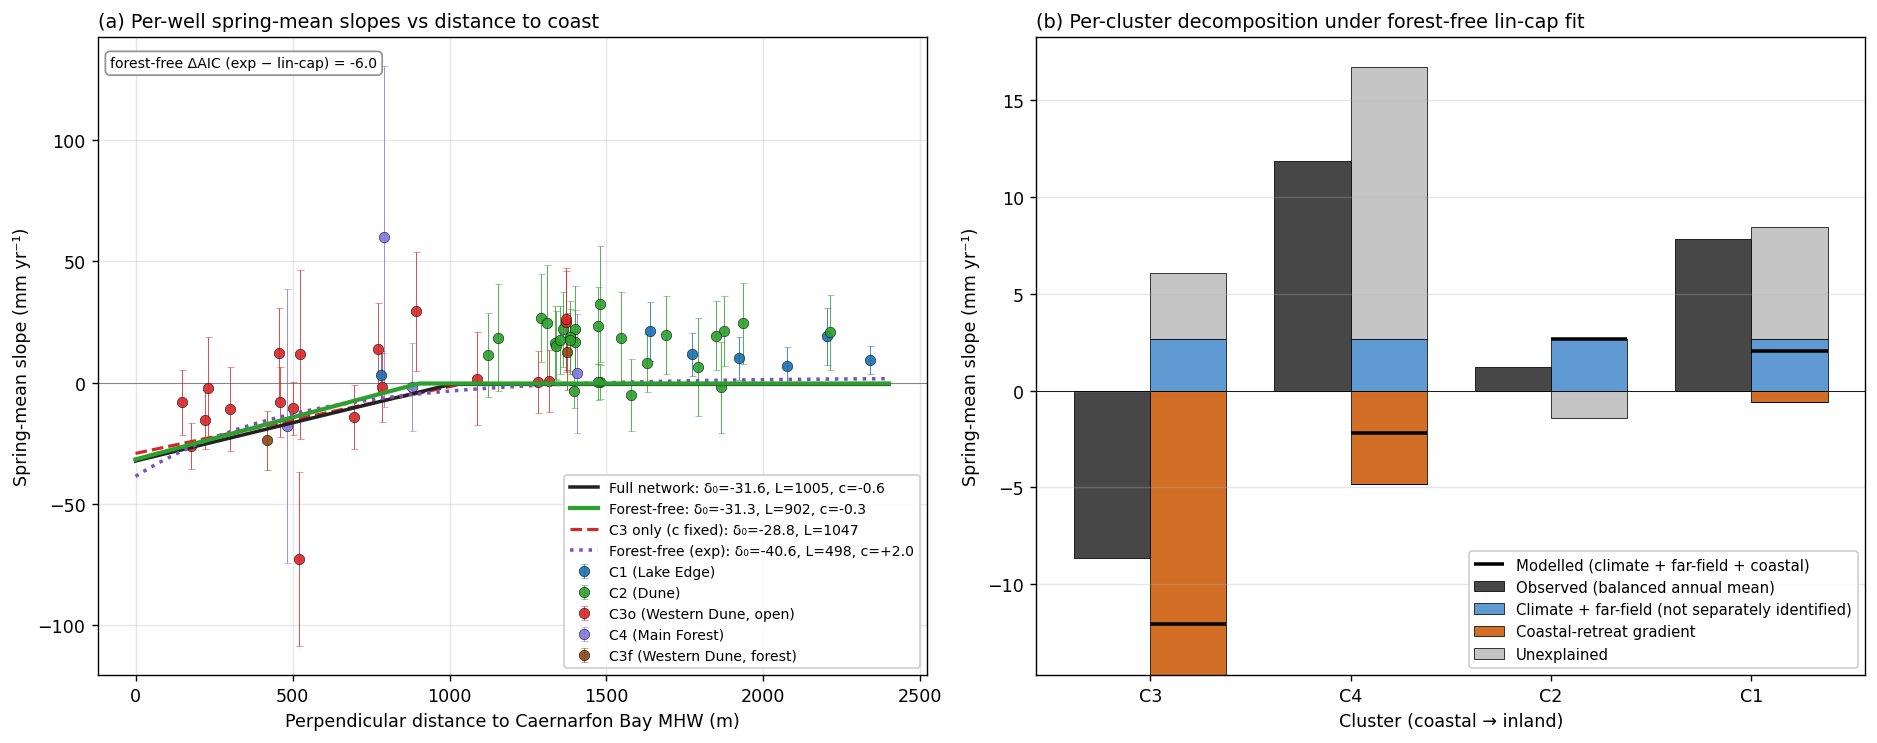 (a) Per-well spring-mean slopes vs distance to coast
forest-free ΔAIC (exp − lin-cap) = -6.0
Spring-mean slope (mm yr⁻¹)
100
50
0
−50
−100
Full network: δ₀=-31.6, L=1005, c=-0.6
Forest-free: δ₀=-31.3, L=902, c=-0.3
C3 only (c fixed): δ₀=-28.8, L=1047
Forest-free (exp): δ₀=-40.6, L=498, c=+2.0
C1 (Lake Edge)
C2 (Dune)
C3o (Western Dune, open)
C4 (Main Forest)
C3f (Western Dune, forest)
0 500 1000 1500 2000 2500
Perpendicular distance to Caernarfon Bay MHW (m)
(b) Per-cluster decomposition under forest-free lin-cap fit
Spring-mean slope (mm yr⁻¹)
15
10
5
0
−5
−10
Modelled (climate + far-field + coastal)
Observed (balanced annual mean)
Climate + far-field (not separately identified)
Coastal-retreat gradient
Unexplained
C3 C4 C2 C1
Cluster (coastal → inland)